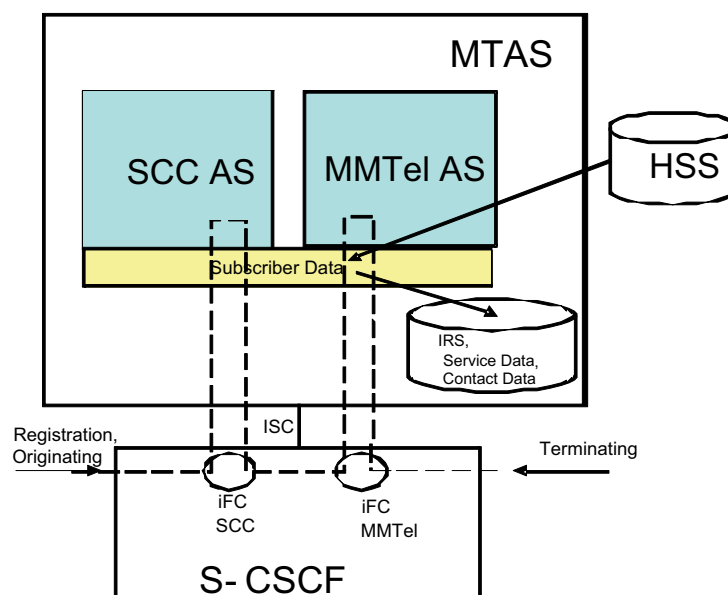 MTAS
SCC AS
MMTel AS
HSS
Subscriber Data
IRS,
Service Data,
Contact Data
ISC
Registration,
Originating
Terminating
iFC
SCC
iFC
MMTel
S- CSCF